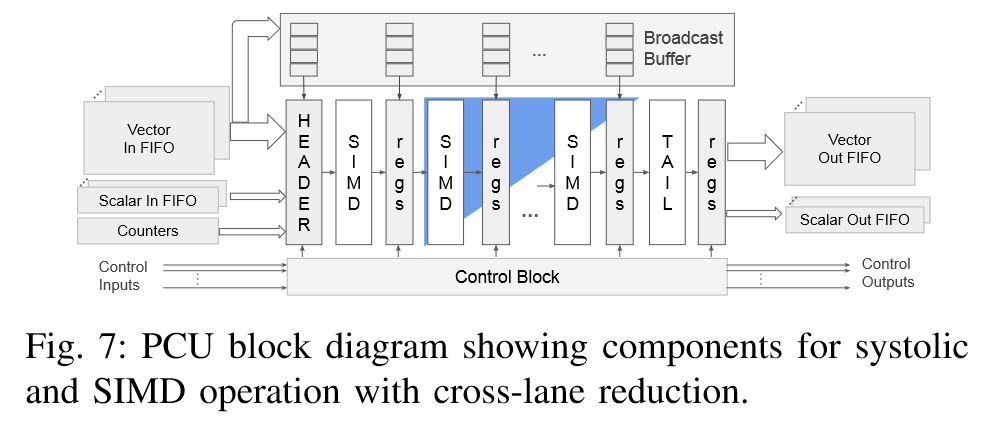 Broadcast
Buffer
...
Vector
In FIFO
Scalar In FIFO
Counters
HEADER
SIMD
regs
SIMD
regs
...
SIMD
regs
TAIL
regs
Vector
Out FIFO
Scalar Out FIFO
Control
Inputs
Control Block
Control
Outputs
Fig. 7: PCU block diagram showing components for systolic
and SIMD operation with cross-lane reduction.